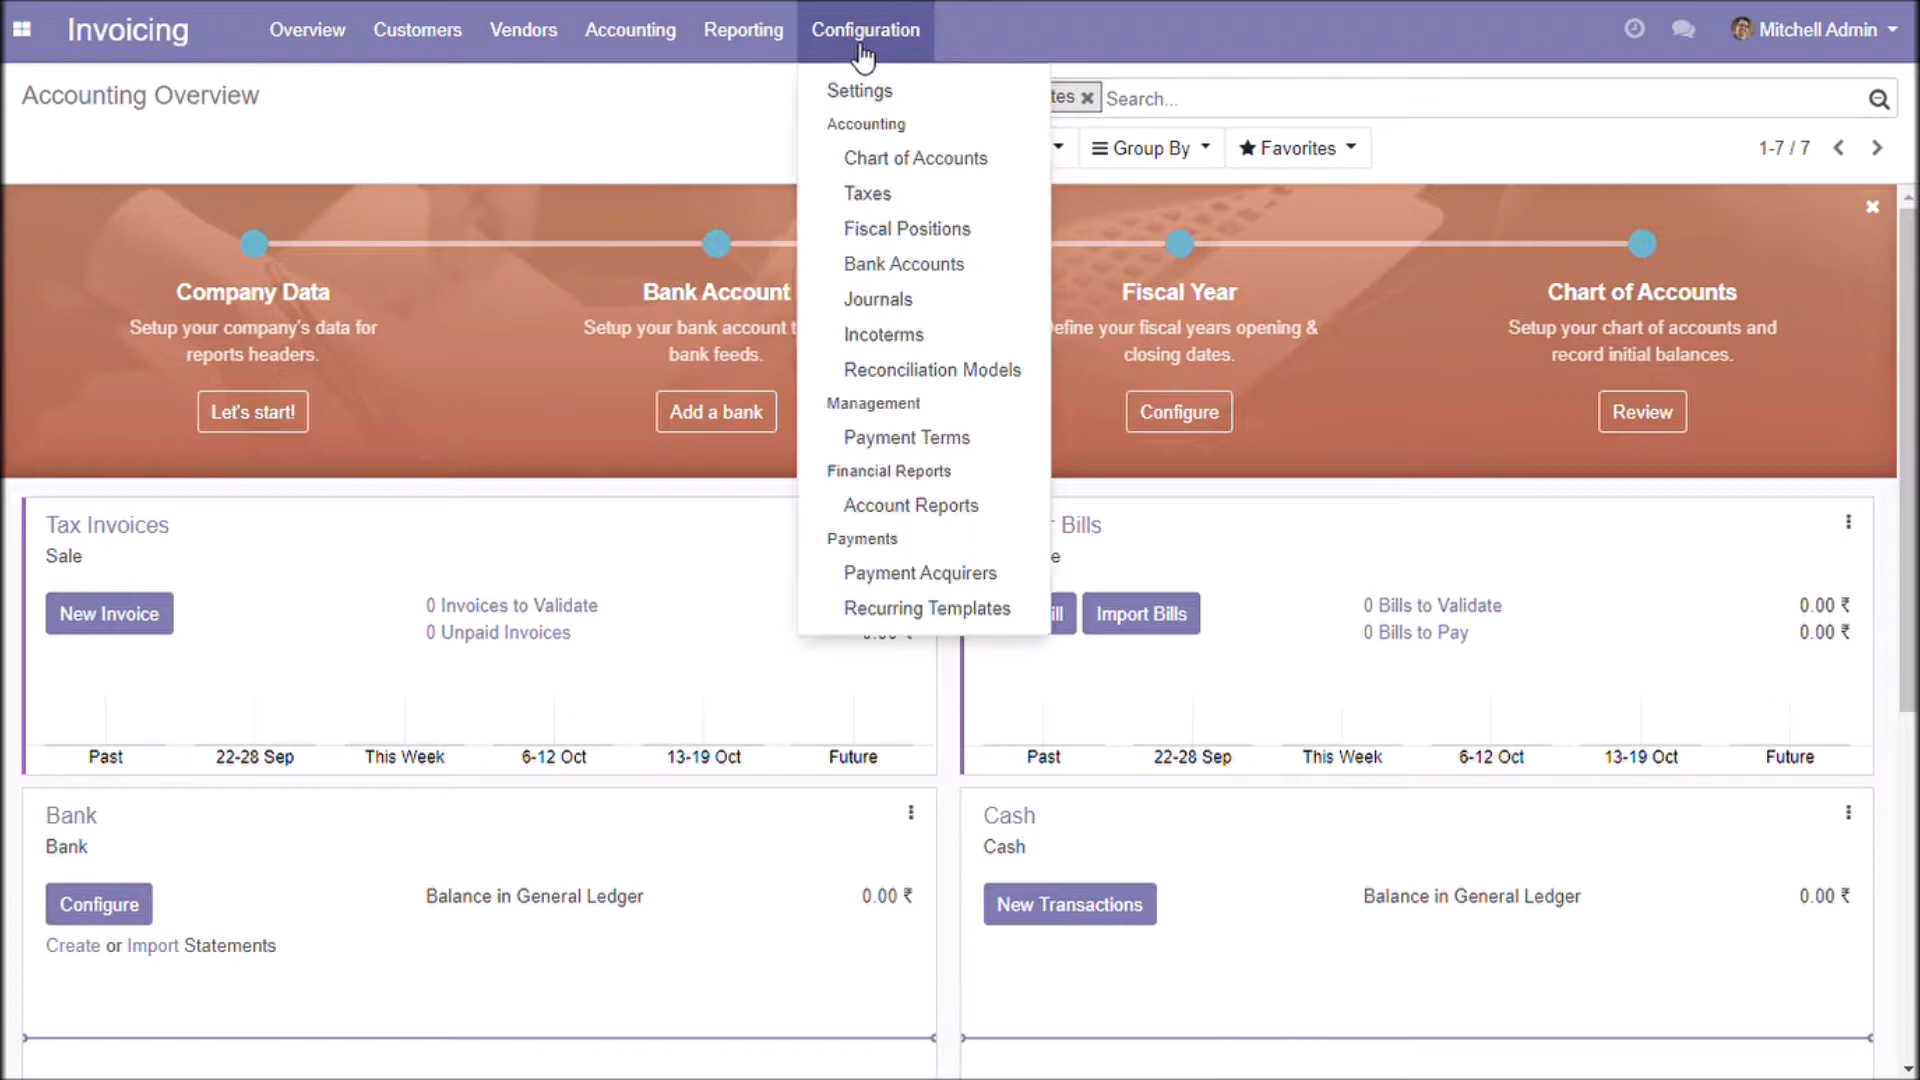 Invoicing
Overview
Customers
Vendors
Accounting
Reporting
Configuration
Mitchell Admin
Accounting Overview
Settings
Accounting
Chart of Accounts
Taxes
Fiscal Positions
Bank Accounts
Journals
Incoterms
Reconciliation Models
Management
Payment Terms
Financial Reports
Account Reports
Payments
Payment Acquirers
Recurring Templates
Search...
Group By
Favorites
1-7 / 7
Company Data
Setup your company's data for
reports headers.
Let's start!
Bank Account
Setup your bank account
bank feeds.
Add a bank
Fiscal Year
your fiscal years opening &
closing dates.
Configure
Chart of Accounts
Setup your chart of accounts and
record initial balances.
Review
Tax Invoices
Sale
New Invoice
0 Invoices to Validate
0 Unpaid Invoices
Past
22-28 Sep
This Week
6-12 Oct
13-19 Oct
Future
Bills
Import Bills
0 Bills to Validate
0.00 ₹
0 Bills to Pay
0.00 ₹
Past
22-28 Sep
This Week
6-12 Oct
13-19 Oct
Future
Bank
Bank
Configure
Balance in General Ledger
0.00 ₹
Create or Import Statements
Cash
Cash
New Transactions
Balance in General Ledger
0.00 ₹